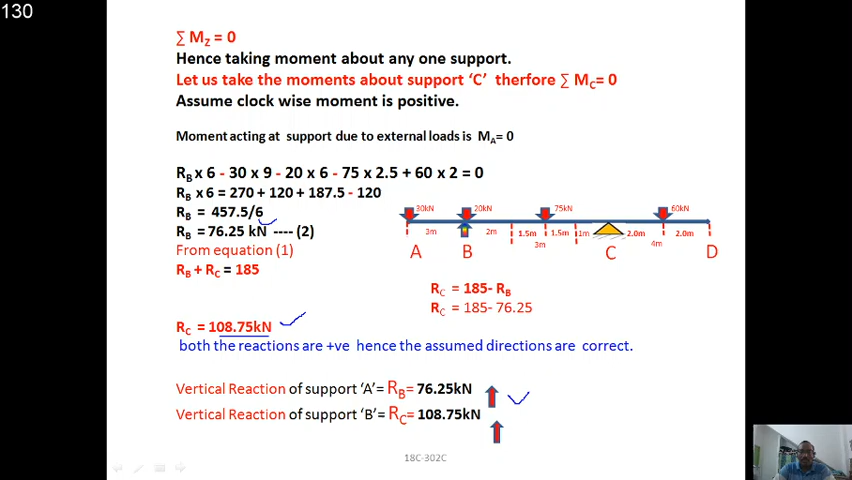 130
∑ Mz = 0
Hence taking moment about any one support.
Let us take the moments about support ‘C’ therfore ∑ Mc= 0
Assume clock wise moment is positive.
Moment acting at support due to external loads is MA= 0
RB x 6 - 30 x 9 - 20 x 6 - 75 x 2.5 + 60 x 2 = 0
RB x 6 = 270 + 120 + 187.5 - 120
RB = 457.5/6
RB = 76.25 kN ---- (2)
From equation (1)
RB + RC = 185
30kN 20kN 75kN 60kN
3m 2m 1.5m 1.5m 1m 2.0m 2.0m
3m 4m
A B C D
RC = 185- RB
RC = 185- 76.25
RC = 108.75kN
both the reactions are +ve hence the assumed directions are correct.
Vertical Reaction of support ‘A’= RB= 76.25kN
Vertical Reaction of support ‘B’= RC= 108.75kN
18C-302C